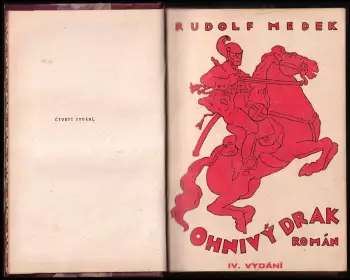 ČTVRTÉ VYDÁNÍ.
RUDOLF MEDEK
OHNIVÝ DRAK
ROMÁN
IV. VYDÁNÍ